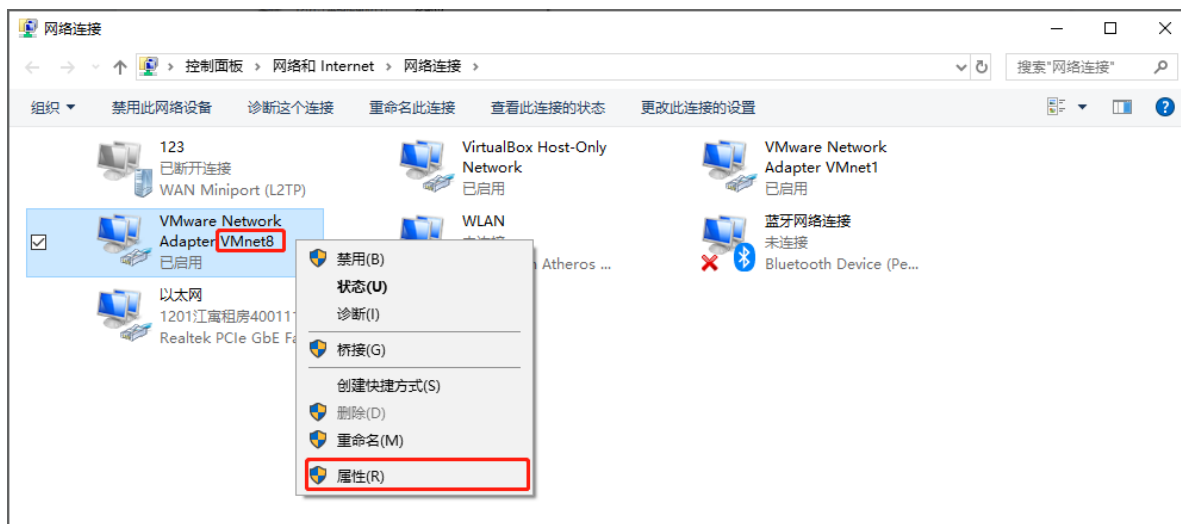 网络连接
控制面板 › 网络和 Internet › 网络连接 ›
搜索"网络连接"
组织 禁用此网络设备 诊断这个连接 重命名此连接 查看此连接的状态 更改此连接的设置
123
已断开连接
WAN Miniport (L2TP)
VirtualBox Host-Only
Network
已启用
VMware Network
Adapter VMnet1
已启用
VMware Network
Adapter VMnet8
已启用
WLAN
Atheros ...
蓝牙网络连接
未连接
Bluetooth Device (Pe...
以太网
1201江寓租房40011
Realtek PCIe GbE
禁用(B)
状态(U)
诊断(I)
桥接(G)
创建快捷方式(S)
删除(D)
重命名(M)
属性(R)